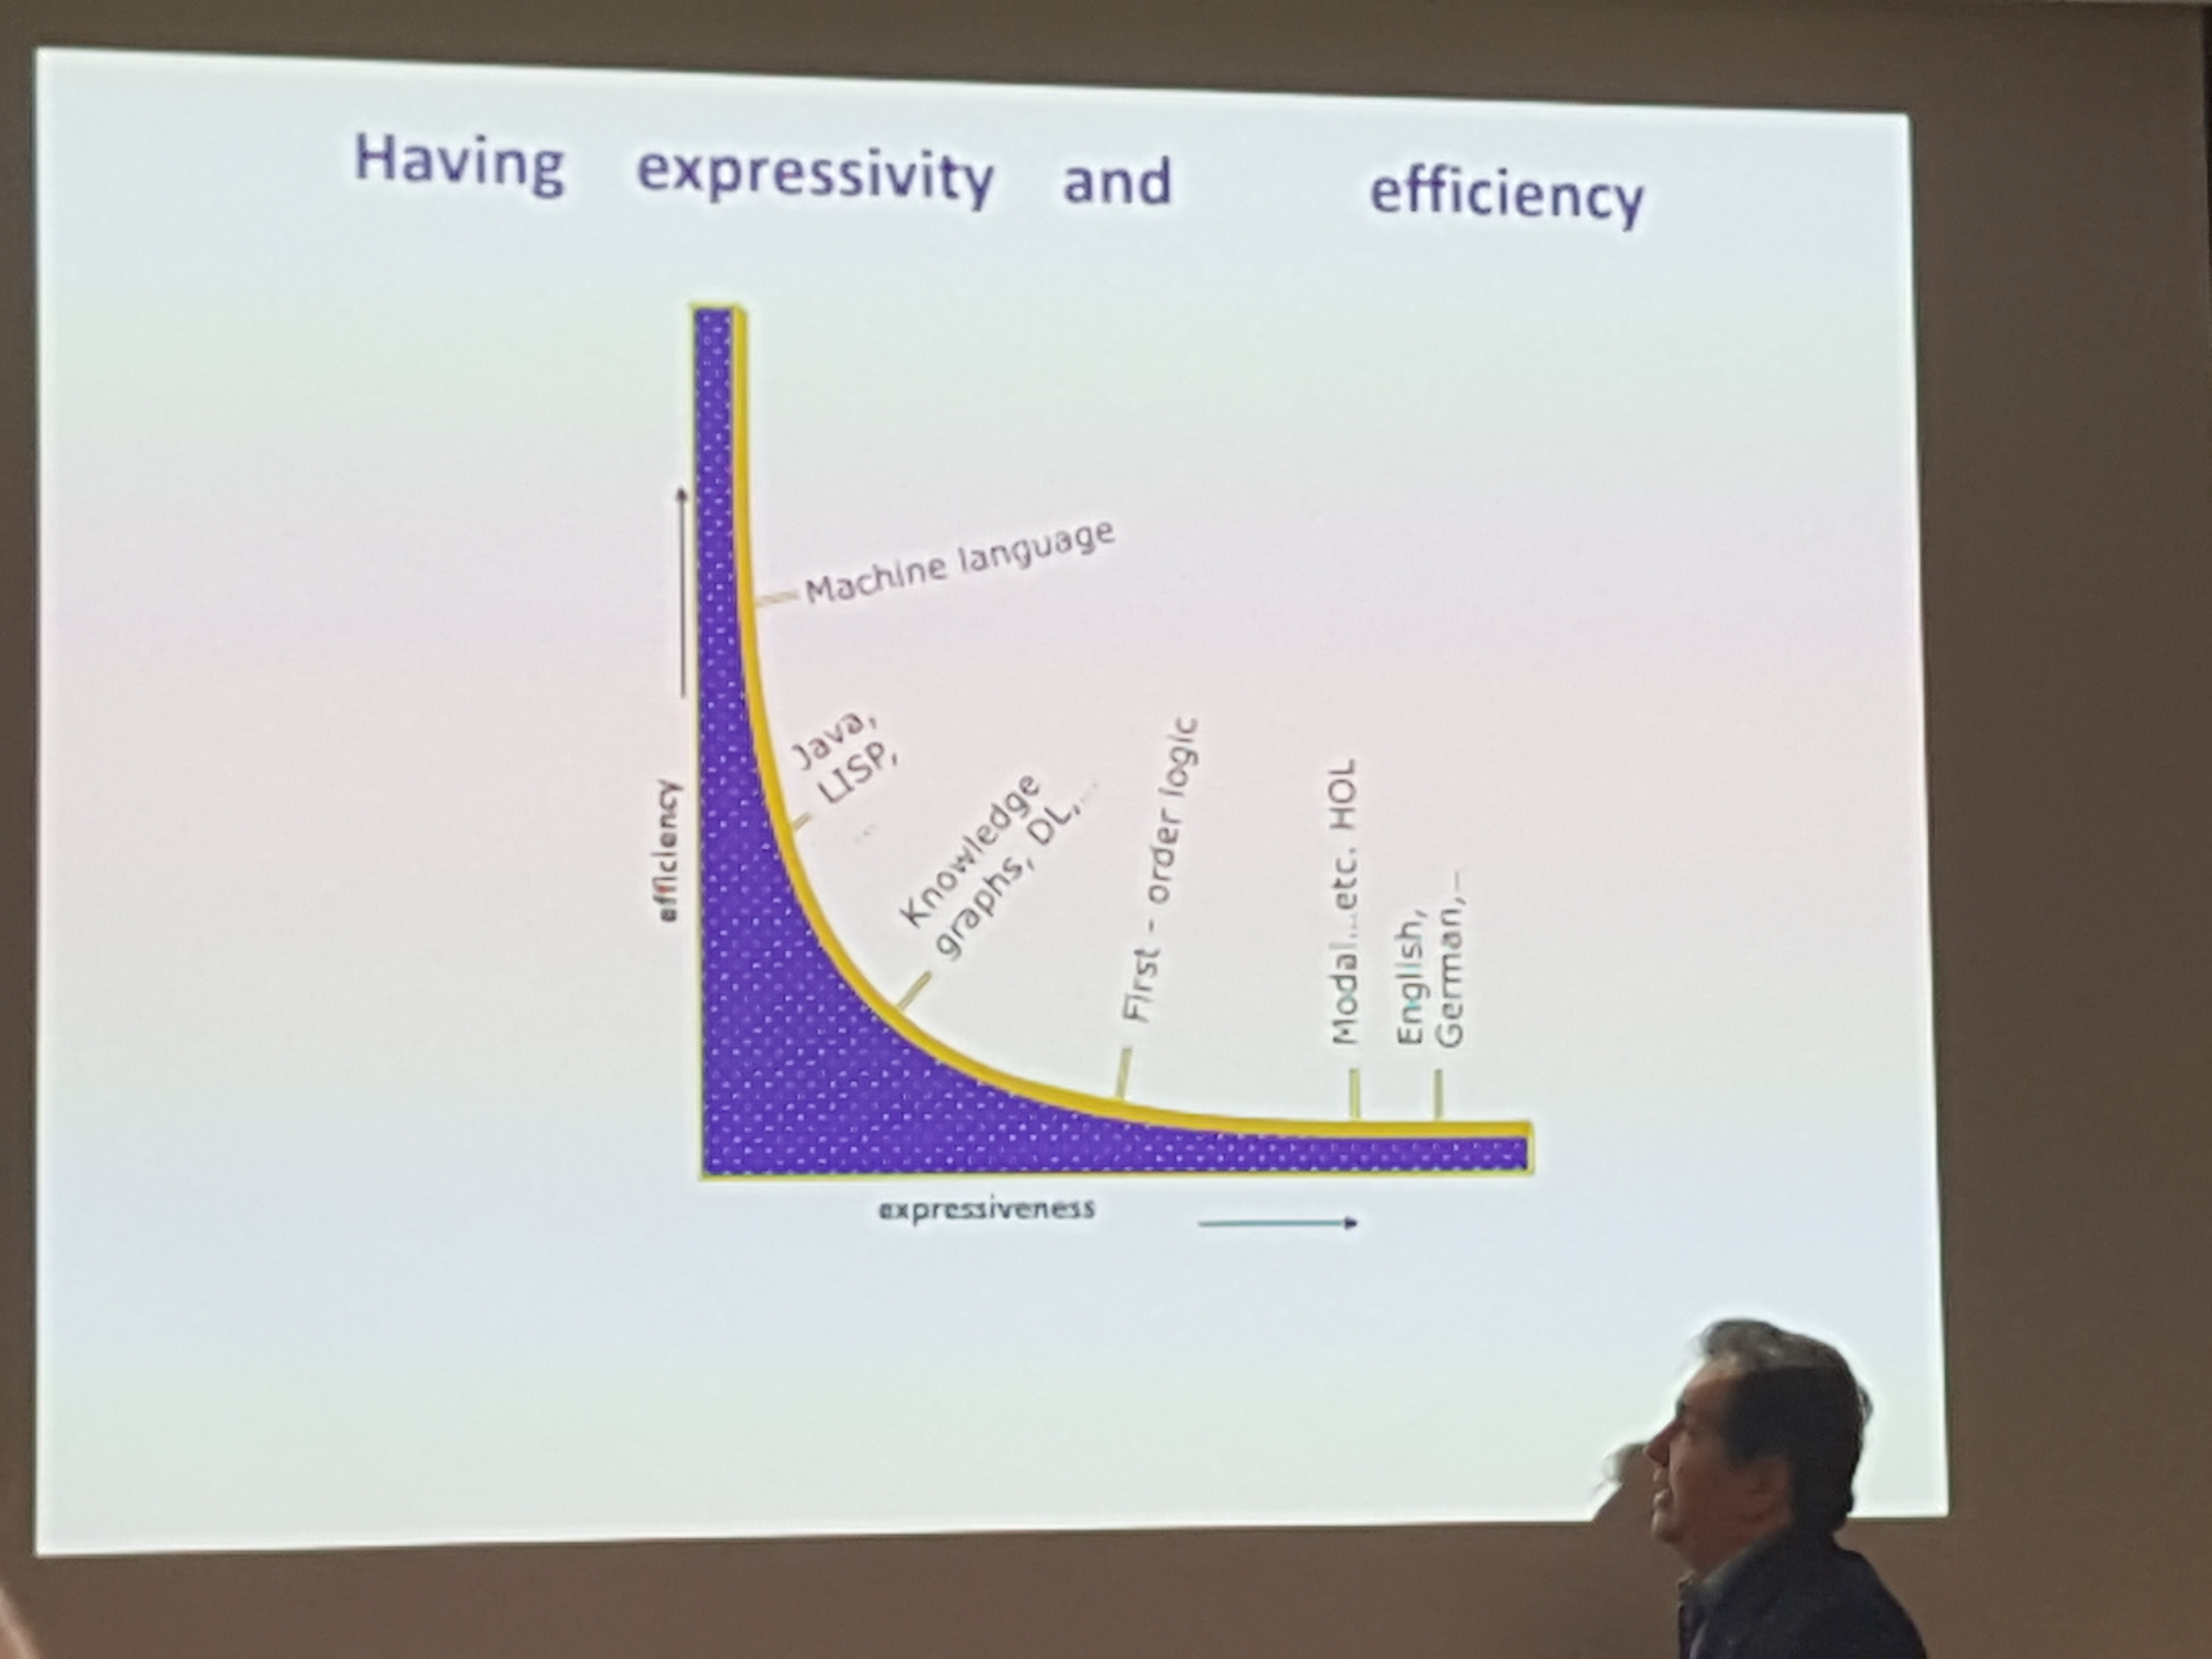 Having expressivity and efficiency
Machine language
Java,
LISP,
...
Knowledge
graphs, DL,...
First - order logic
Modal...etc. HOL
English,
German,...
efficiency
expressiveness